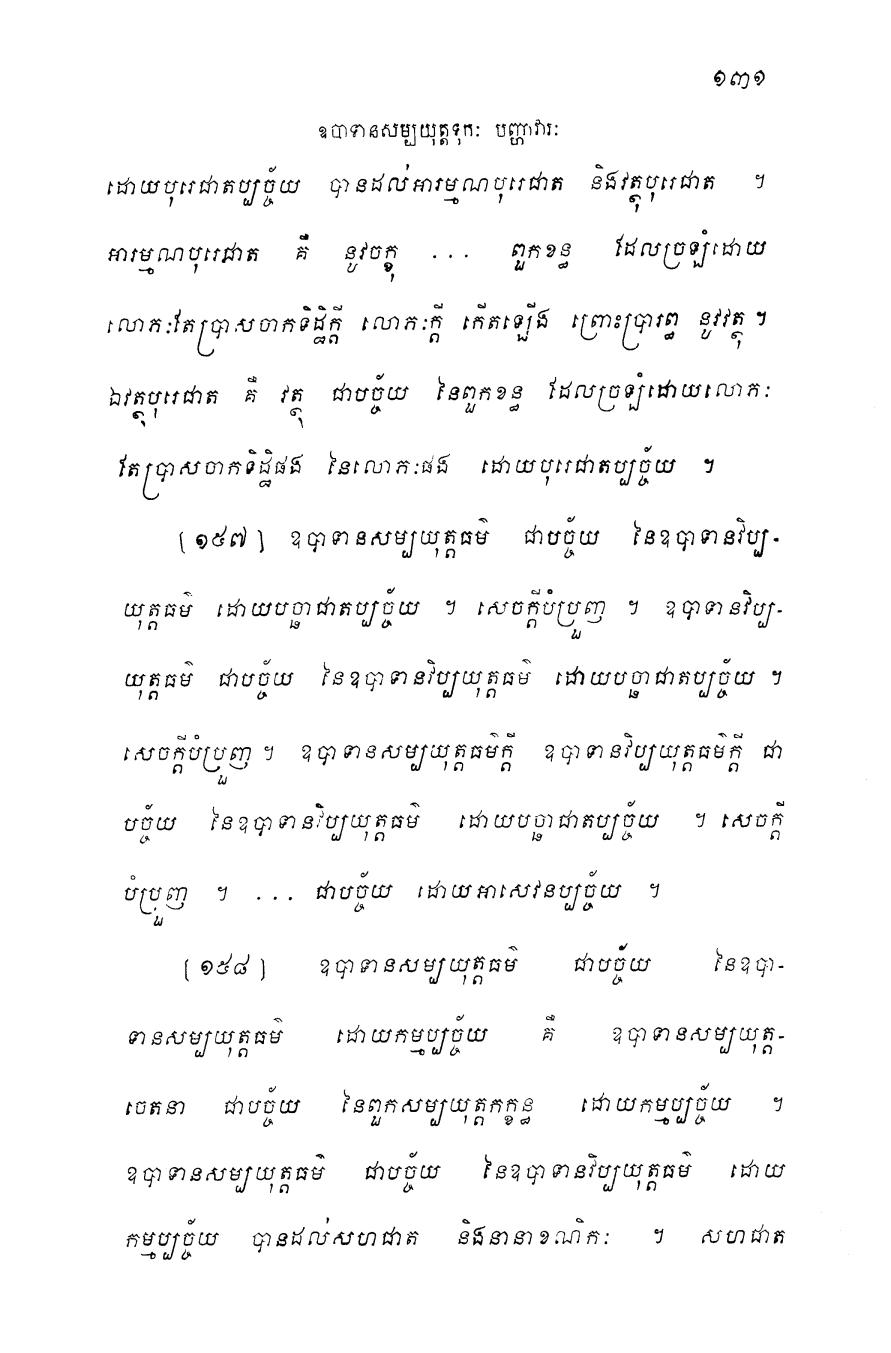 ១៣១
ឧបាទានសម្បយុត្តទុកៈ បញ្ហាវារៈ
ដោយបុរេជាតប្បច្ច័យ បានដល់អារម្មណបុរេជាត និងវត្ថុបុរេជាត ។
អារម្មណបុរេជាត គឺ នូវចក្ខុ ... ពួកខន្ធ ដែលច្រឡំដោយ
លោភៈតែប្រាសចាកទិដ្ឋិក្តី លោភៈក្តី កើតឡើង ព្រោះប្រារព្ធ នូវវត្ថុ ។
ឯវត្ថុបុរេជាត គឺ វត្ថុ ជាបច្ច័យ នៃពួកខន្ធ ដែលច្រឡំដោយលោភៈ
តែប្រាសចាកទិដ្ឋិផង នៃលោភៈផង ដោយបុរេជាតប្បច្ច័យ ។
[១៥៧] ឧបាទានសម្បយុត្តធម៌ ជាបច្ច័យ នៃឧបាទានវិប្ប-
យុត្តធម៌ ដោយបច្ឆាជាតប្បច្ច័យ ។ សេចក្តីបំប្រួញ ។ ឧបាទានវិប្ប-
យុត្តធម៌ ជាបច្ច័យ នៃឧបាទានវិប្បយុត្តធម៌ ដោយបច្ឆាជាតប្បច្ច័យ ។
សេចក្តីបំប្រួញ ។ ឧបាទានសម្បយុត្តធម៌ក្តី ឧបាទានវិប្បយុត្តធម៌ក្តី ជា
បច្ច័យ នៃឧបាទានវិប្បយុត្តធម៌ ដោយបច្ឆាជាតប្បច្ច័យ ។ សេចក្តី
បំប្រួញ ។ ... ជាបច្ច័យ ដោយអាសេវនប្បច្ច័យ ។
[១៥៨] ឧបាទានសម្បយុត្តធម៌ ជាបច្ច័យ នៃឧបា-
ទានសម្បយុត្តធម៌ ដោយកម្មប្បច្ច័យ គឺ ឧបាទានសម្បយុត្ត-
ចេតនា ជាបច្ច័យ នៃពួកសម្បយុត្តកក្ខន្ធ ដោយកម្មប្បច្ច័យ ។
ឧបាទានសម្បយុត្តធម៌ ជាបច្ច័យ នៃឧបាទានវិប្បយុត្តធម៌ ដោយ
កម្មប្បច្ច័យ បានដល់សហជាត និងនានាខណិកៈ ។ សហជាត